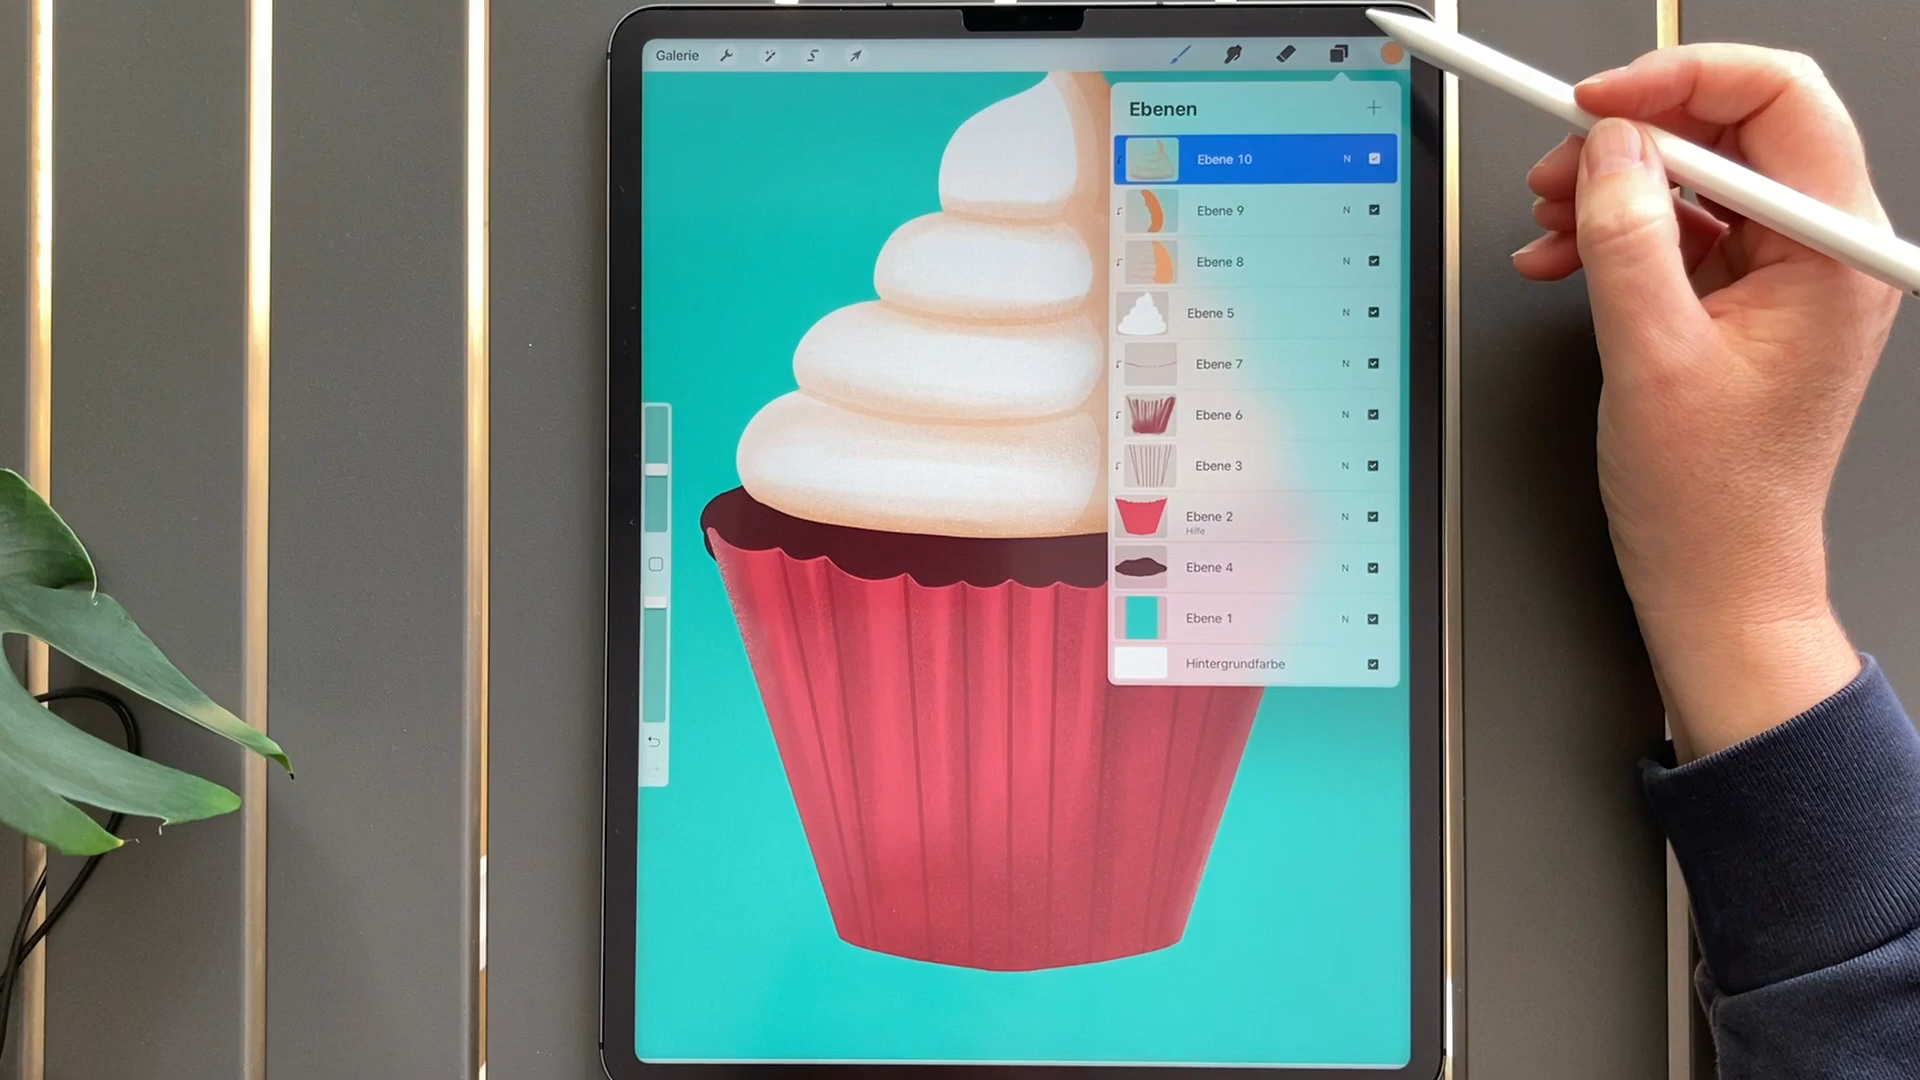 Galerie
Ebenen
Ebene 10 N
Ebene 9 N
Ebene 8 N
Ebene 5 N
Ebene 7 N
Ebene 6 N
Ebene 3 N
Ebene 2 N
Hilfe
Ebene 4 N
Ebene 1 N
Hintergrundfarbe